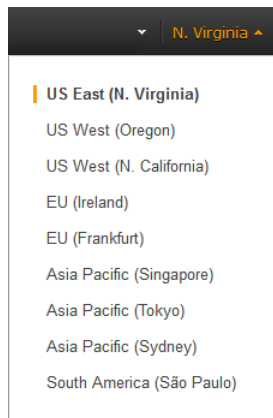 N. Virginia
US East (N. Virginia)
US West (Oregon)
US West (N. California)
EU (Ireland)
EU (Frankfurt)
Asia Pacific (Singapore)
Asia Pacific (Tokyo)
Asia Pacific (Sydney)
South America (São Paulo)